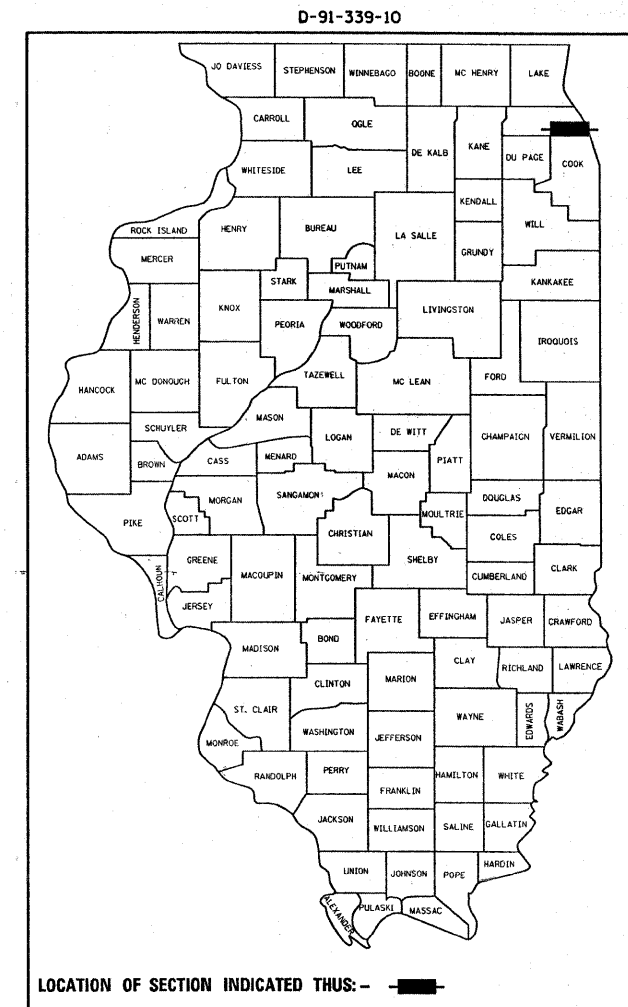 D-91-339-10
JO DAVIESS
STEPHENSON
WINNEBAGO
BOONE
MC HENRY
LAKE
CARROLL
OGLE
DE KALB
KANE
DU PAGE
COOK
WHITESIDE
LEE
KENDALL
WILL
ROCK ISLAND
HENRY
BUREAU
LA SALLE
GRUNDY
MERCER
PUTNAM
KANKAKEE
STARK
MARSHALL
HENDERSON
WARREN
KNOX
PEORIA
WOODFORD
LIVINGSTON
IROQUOIS
HANCOCK
MC DONOUGH
FULTON
TAZEWELL
MC LEAN
FORD
SCHUYLER
MASON
LOGAN
DE WITT
CHAMPAIGN
VERMILION
ADAMS
BROWN
CASS
MENARD
MACON
PIATT
PIKE
SCOTT
MORGAN
SANGAMON
CHRISTIAN
MOULTRIE
DOUGLAS
EDGAR
COLES
CALHOUN
GREENE
MACOUPIN
MONTGOMERY
SHELBY
CUMBERLAND
CLARK
JERSEY
FAYETTE
EFFINGHAM
JASPER
CRAWFORD
MADISON
BOND
CLAY
RICHLAND
LAWRENCE
CLINTON
MARION
ST. CLAIR
WAYNE
EDWARDS
WABASH
MONROE
WASHINGTON
JEFFERSON
RANDOLPH
PERRY
FRANKLIN
HAMILTON
WHITE
JACKSON
WILLIAMSON
SALINE
GALLATIN
UNION
JOHNSON
POPE
HARDIN
ALEXANDER
PULASKI
MASSAC
LOCATION OF SECTION INDICATED THUS: -